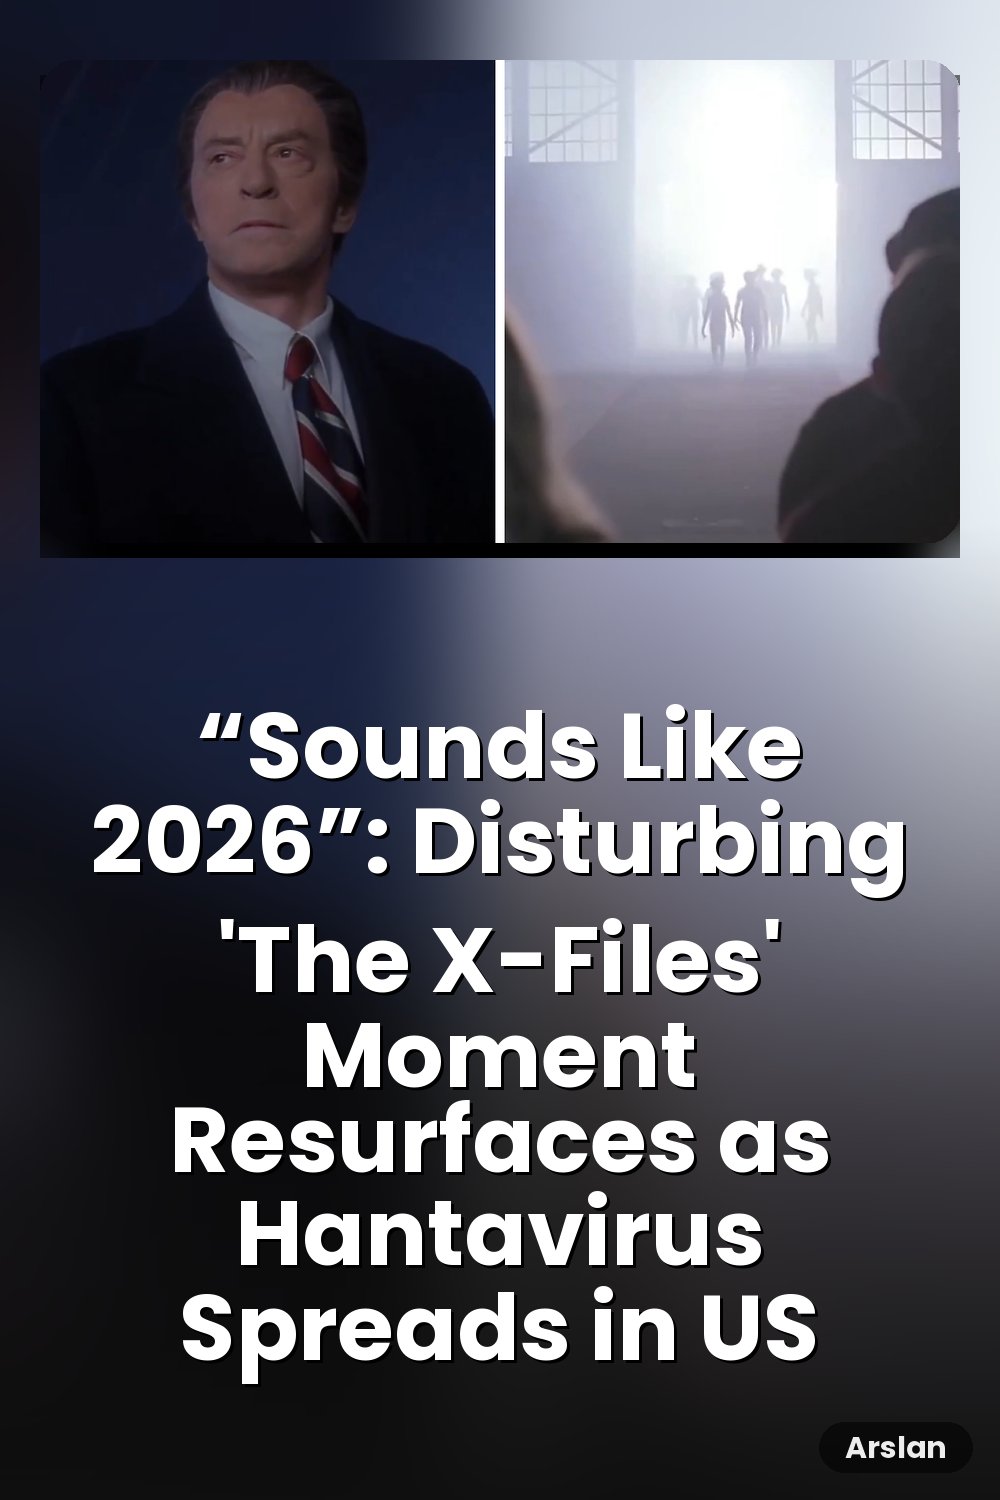 “Sounds Like
2026”: Disturbing
'The X-Files'
Moment
Resurfaces as
Hantavirus
Spreads in US
Arslan